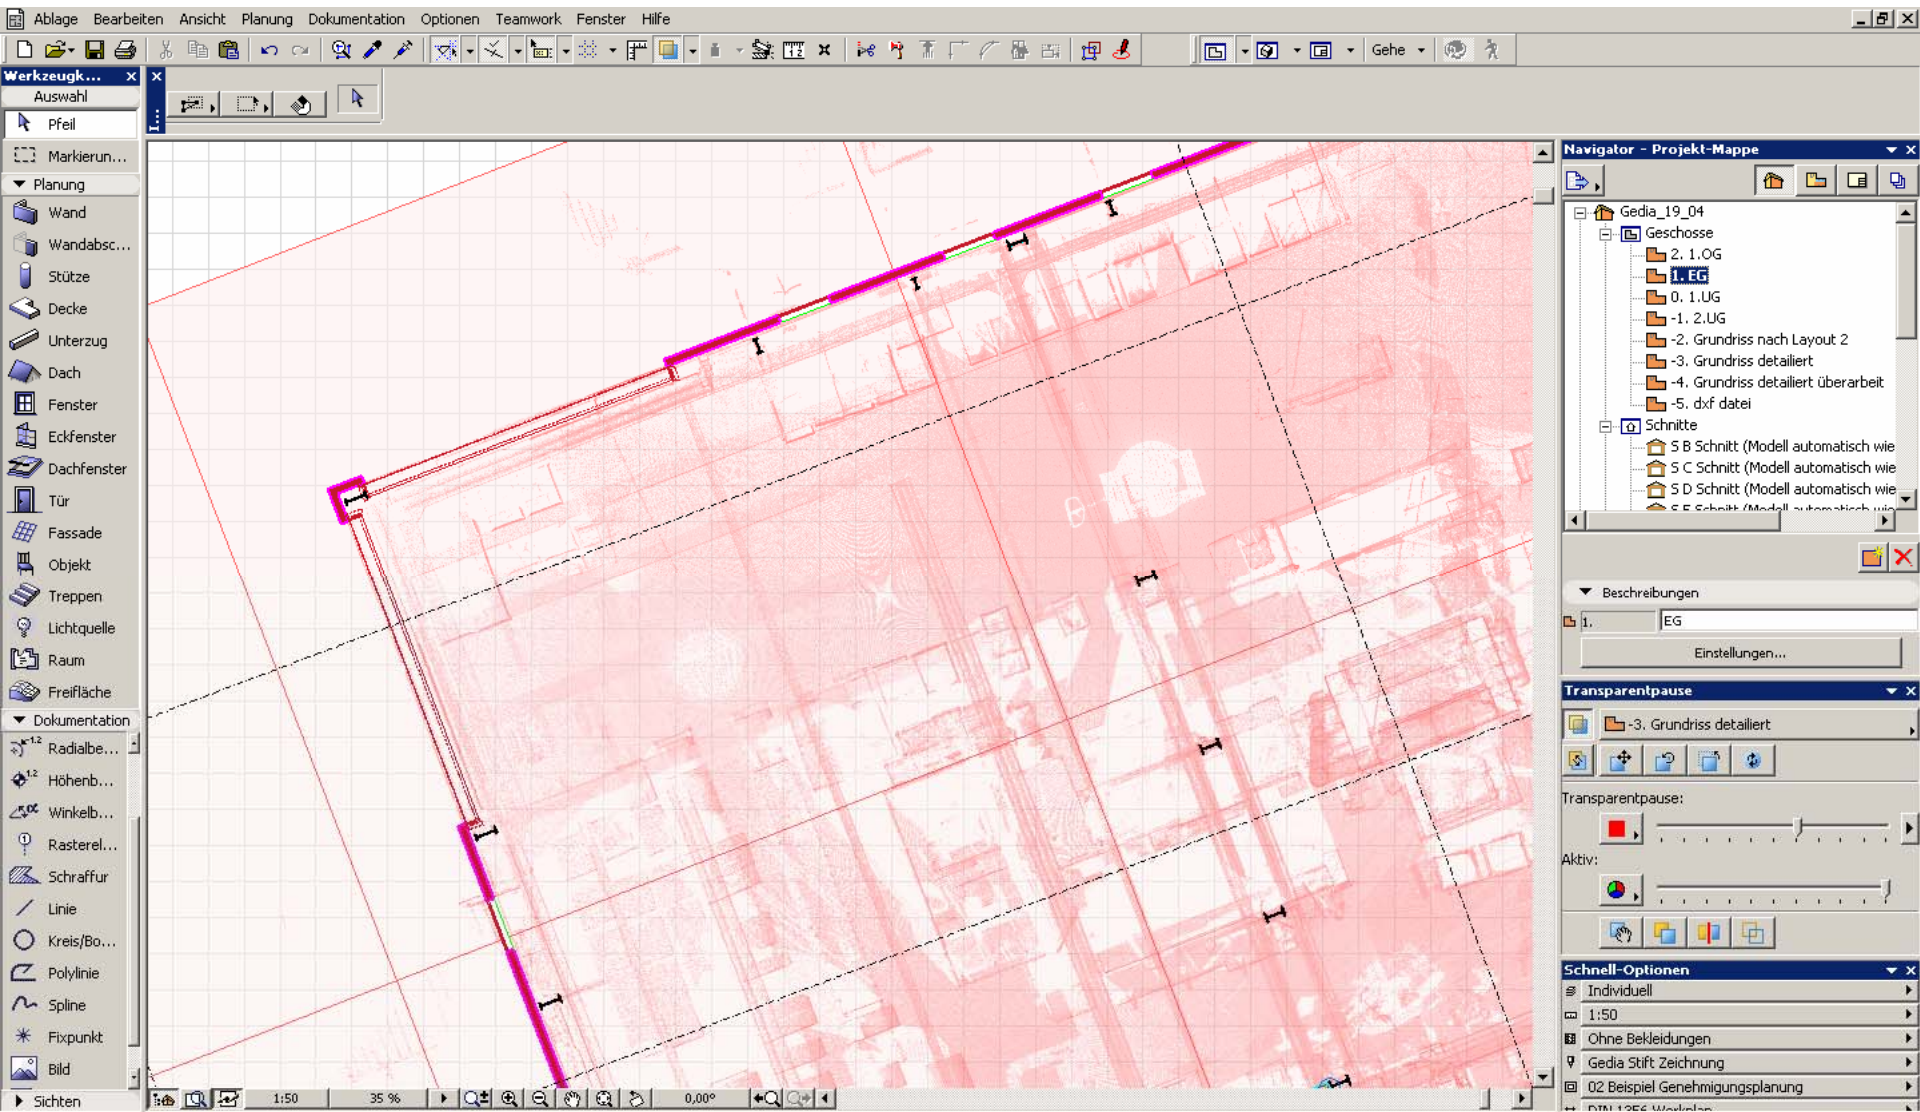 Ablage Bearbeiten Ansicht Planung Dokumentation Optionen Teamwork Fenster Hilfe
Gehe
Werkzeugk...
Auswahl
Pfeil
Markierun...
Planung
Wand
Wandabsc...
Stütze
Decke
Unterzug
Dach
Fenster
Eckfenster
Dachfenster
Tür
Fassade
Objekt
Treppen
Lichtquelle
Raum
Freifläche
Dokumentation
Radialbe...
Höhenb...
Winkelb...
Rasterel...
Schraffur
Linie
Kreis/Bo...
Polylinie
Spline
Fixpunkt
Bild
Sichten
1:50
35 %
0,00°
Navigator - Projekt-Mappe
Gedia_19_04
Geschosse
2. 1.OG
1. EG
0. 1.UG
-1. 2.UG
-2. Grundriss nach Layout 2
-3. Grundriss detailiert
-4. Grundriss detailiert überarbeit
-5. dxf datei
Schnitte
S B Schnitt (Modell automatisch wie
S C Schnitt (Modell automatisch wie
S D Schnitt (Modell automatisch wie
Beschreibungen
1. EG
Einstellungen...
Transparentpause
-3. Grundriss detailiert
Transparentpause:
Aktiv:
Schnell-Optionen
Individuell
1:50
Ohne Bekleidungen
Gedia Stift Zeichnung
02 Beispiel Genehmigungsplanung
DIN 1356 Werkplan